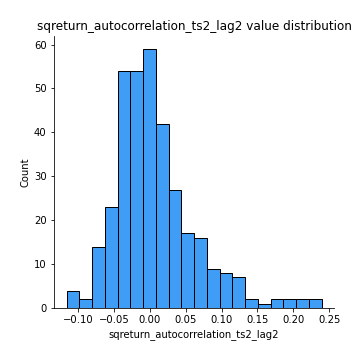 sqreturn_autocorrelation_ts2_lag2 value distribution
60
50
40
30
20
10
0
Count
−0.10 −0.05 0.00 0.05 0.10 0.15 0.20 0.25
sqreturn_autocorrelation_ts2_lag2